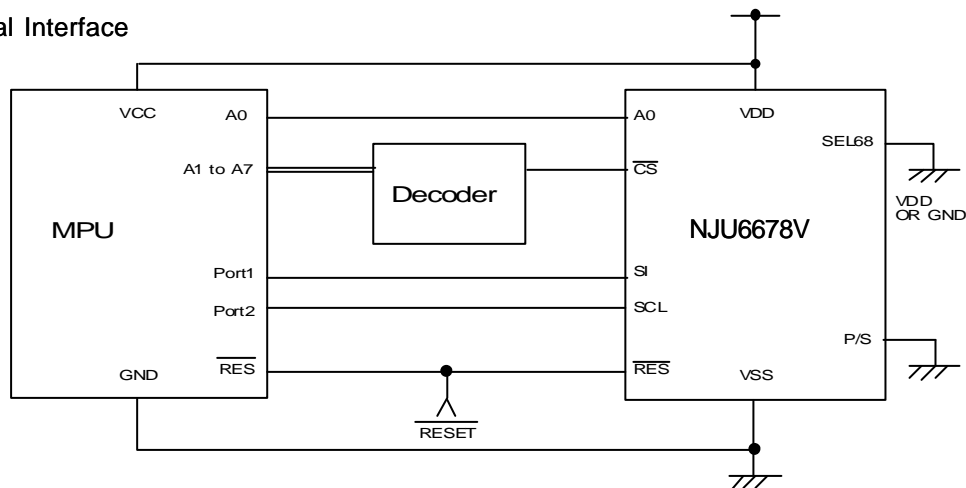 al Interface
VCC
A0
A1 to A7
MPU
Port1
Port2
RES
GND
Decoder
RESET
A0
VDD
SEL68
CS
VDD
OR GND
NJU6678V
SI
SCL
P/S
RES
VSS